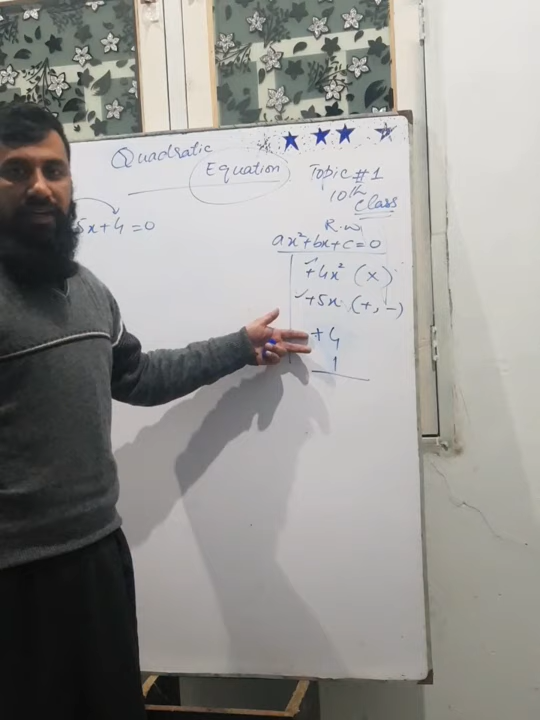 Quadratic
Equation
Topic #1
10th
Class
5x+4=0
R.W
ax²+bx+c=0
+4x² (x)
+5x (+, -)
+4
1